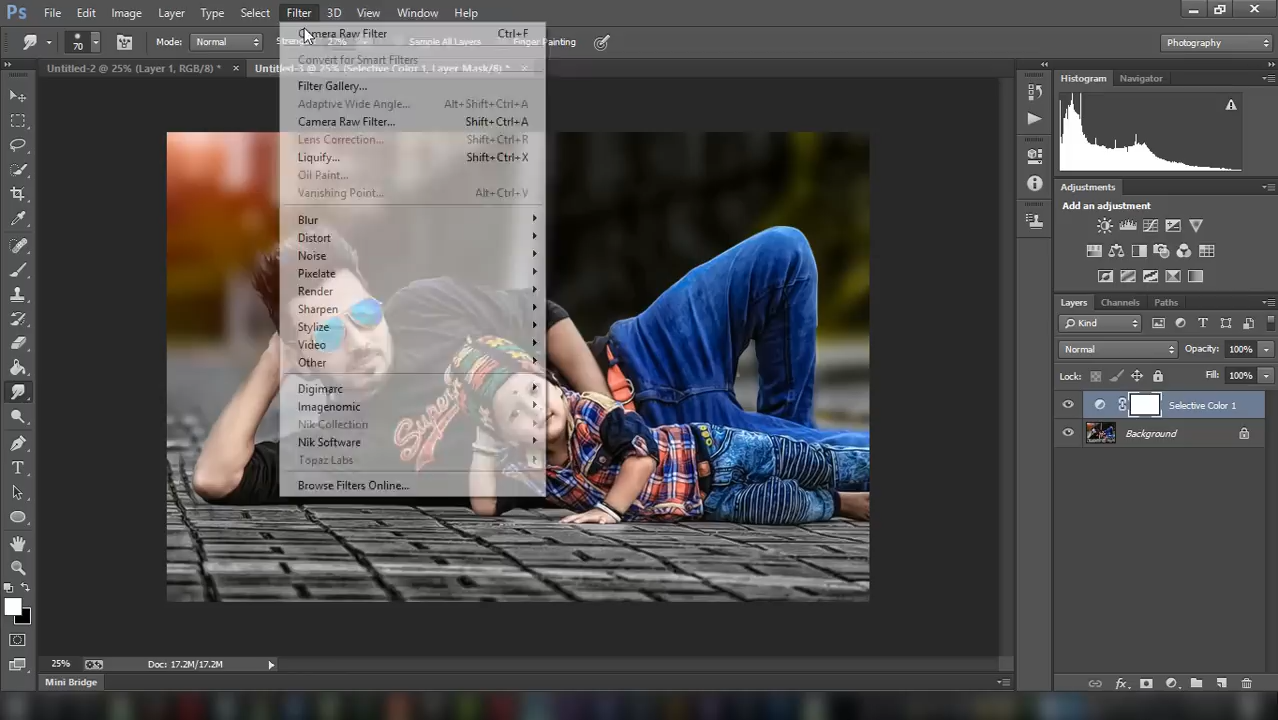 Ps File Edit Image Layer Type Select Filter 3D View Window Help
70 Mode: Normal Sample All Layers Finger Painting Photography
Untitled-2 @ 25% (Layer 1, RGB/8) * × Untitled-3 @ 25% (Selective Color 1, Layer Mask/8) * ×
Camera Raw Filter Ctrl+F
Convert for Smart Filters
Filter Gallery...
Adaptive Wide Angle... Alt+Shift+Ctrl+A
Camera Raw Filter... Shift+Ctrl+A
Lens Correction... Shift+Ctrl+R
Liquify... Shift+Ctrl+X
Oil Paint...
Vanishing Point... Alt+Ctrl+V
Blur
Distort
Noise
Pixelate
Render
Sharpen
Stylize
Video
Other
Digimarc
Imagenomic
Nik Collection
Nik Software
Topaz Labs
Browse Filters Online...
Super
Histogram Navigator
Adjustments
Add an adjustment
Layers Channels Paths
Kind
Normal Opacity: 100%
Lock: Fill: 100%
Selective Color 1
Background
25% Doc: 17.2M/17.2M
Mini Bridge